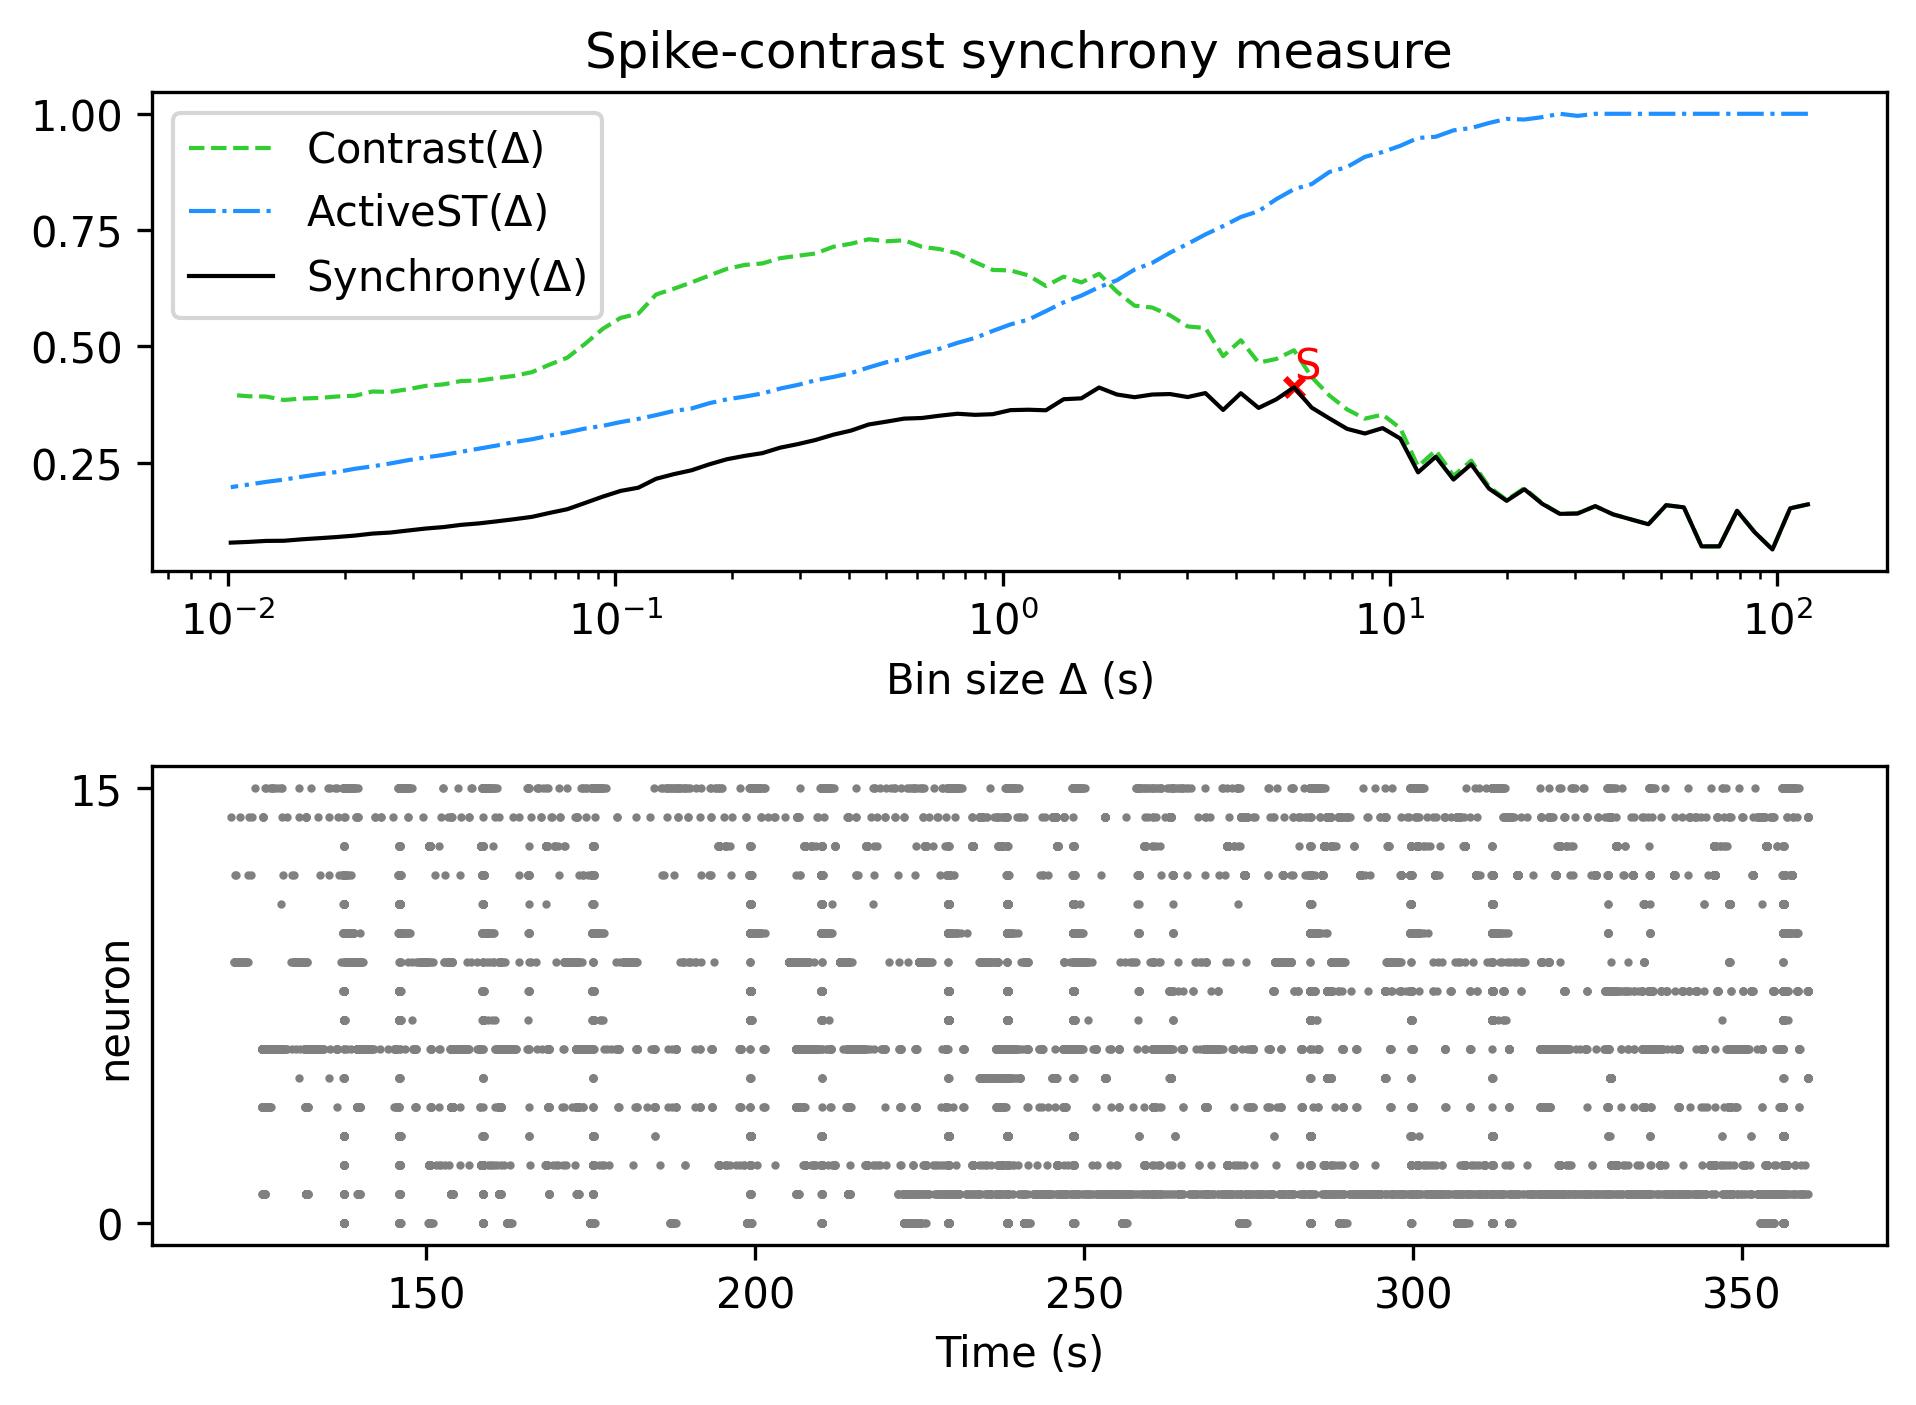 Spike-contrast synchrony measure
1.00
0.75
0.50
0.25
Contrast(Δ)
ActiveST(Δ)
Synchrony(Δ)
S
10⁻² 10⁻¹ 10⁰ 10¹ 10²
Bin size Δ (s)
15
0
neuron
150 200 250 300 350
Time (s)